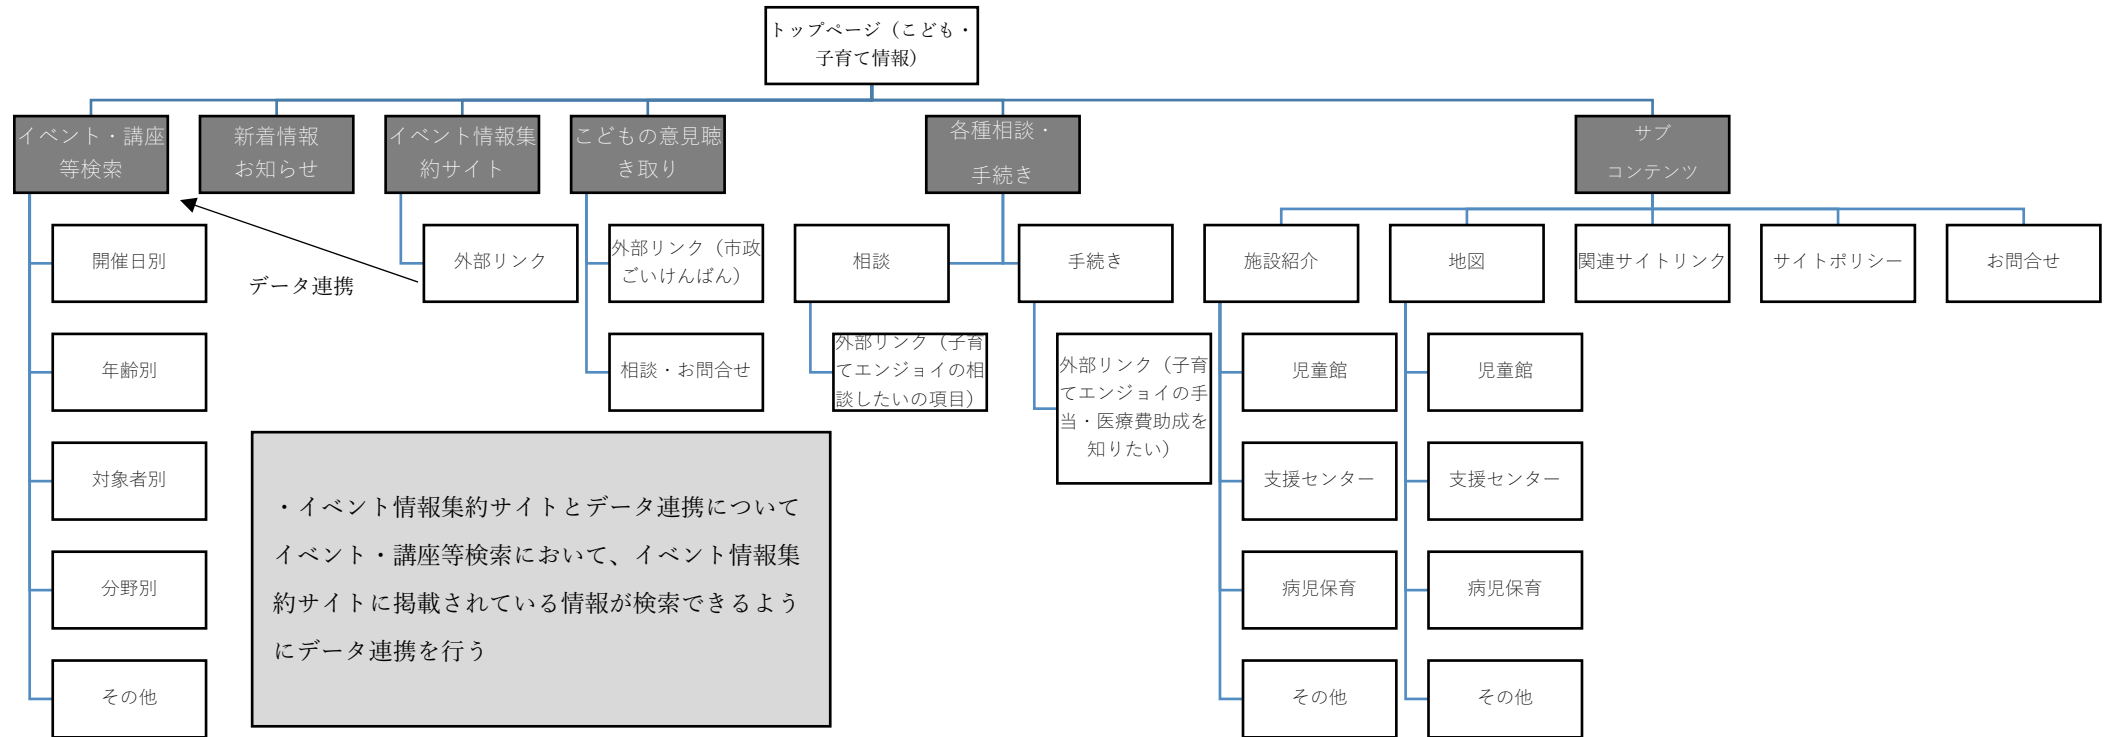 トップページ（こども・
子育て情報）
イベント・講座
等検索
新着情報
お知らせ
イベント情報集
約サイト
こどもの意見聴
き取り
各種相談・
手続き
サブ
コンテンツ
開催日別
年齢別
対象者別
分野別
その他
データ連携
外部リンク
外部リンク（市政
ごいけんばん）
相談・お問合せ
相談
外部リンク（子育
てエンジョイの相
談したいの項目）
手続き
外部リンク（子育
てエンジョイの手
当・医療費助成を
知りたい）
施設紹介
児童館
支援センター
病児保育
その他
地図
児童館
支援センター
病児保育
その他
関連サイトリンク
サイトポリシー
お問合せ
・イベント情報集約サイトとデータ連携について
イベント・講座等検索において、イベント情報集
約サイトに掲載されている情報が検索できるよう
にデータ連携を行う